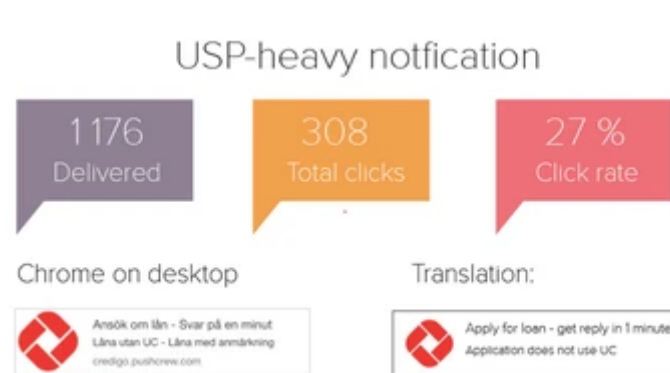 USP-heavy notfication
1 176
Delivered
308
Total clicks
27 %
Click rate
Chrome on desktop
Translation:
Ansök om lån - Svar på en minut
Låna utan UC - Låna med anmärkning
credigo.pushcrew.com
Apply for loan - get reply in 1 minute
Application does not use UC